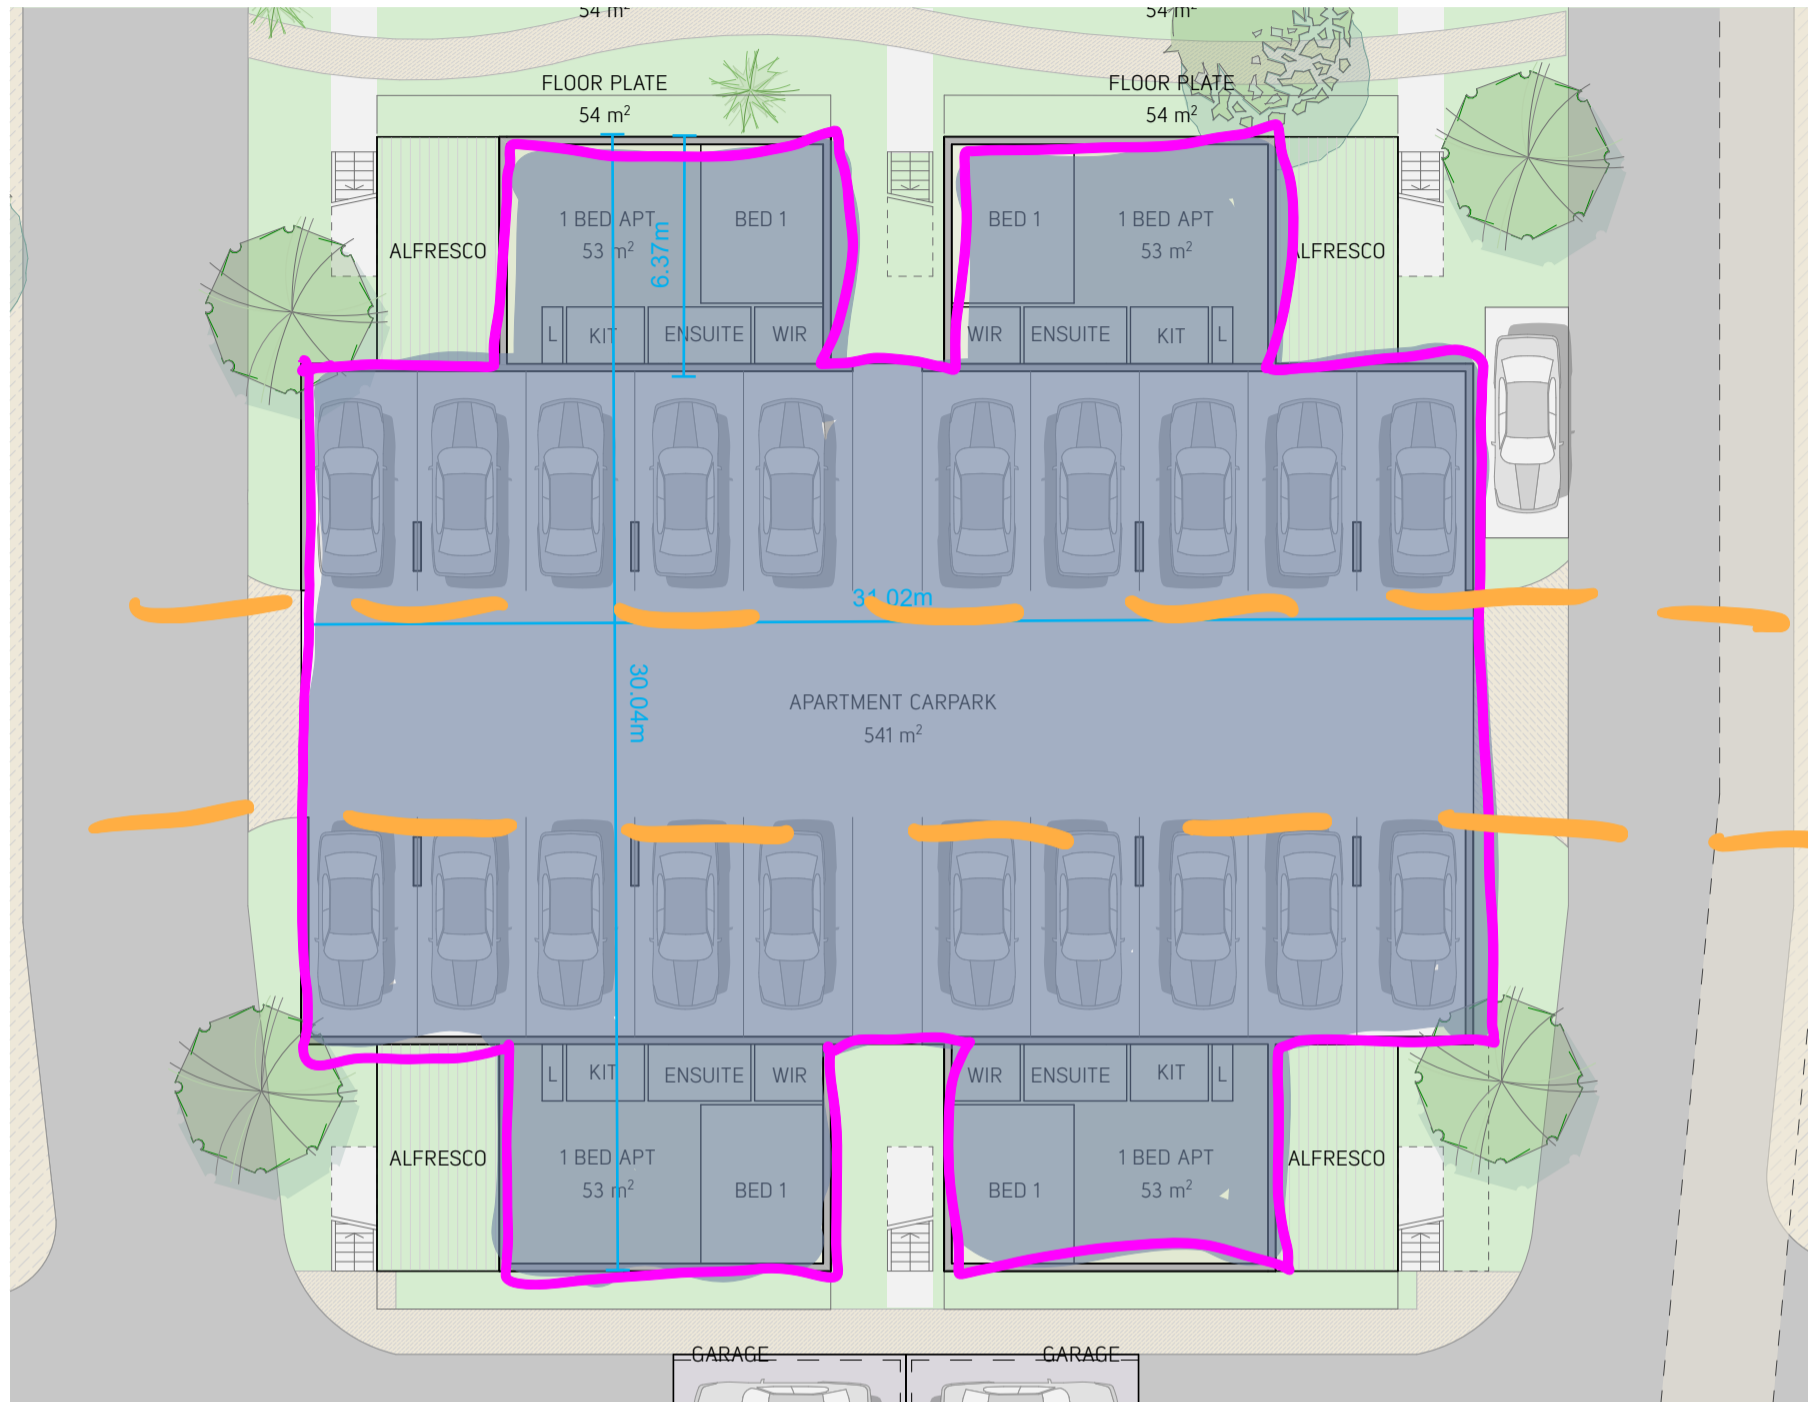 54 m²
54 m²
FLOOR PLATE
54 m²
FLOOR PLATE
54 m²
ALFRESCO
1 BED APT
53 m²
6.37m
BED 1
BED 1
1 BED APT
53 m²
ALFRESCO
L
KIT
ENSUITE
WIR
WIR
ENSUITE
KIT
L
31.02m
30.04m
APARTMENT CARPARK
541 m²
L
KIT
ENSUITE
WIR
WIR
ENSUITE
KIT
L
ALFRESCO
1 BED APT
53 m²
BED 1
BED 1
1 BED APT
53 m²
ALFRESCO
GARAGE
GARAGE